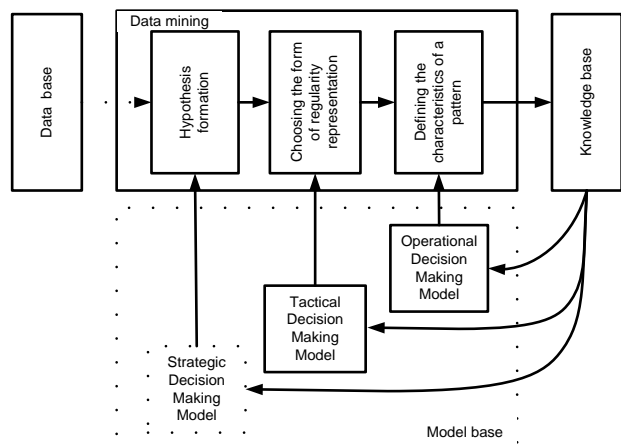 Data mining
Data base
Hypothesis
formation
Choosing the form
of regularity
representation
Defining the
characteristics of a
pattern
Knowledge base
Operational
Decision
Making
Model
Tactical
Decision
Making
Model
Strategic
Decision
Making
Model
Model base